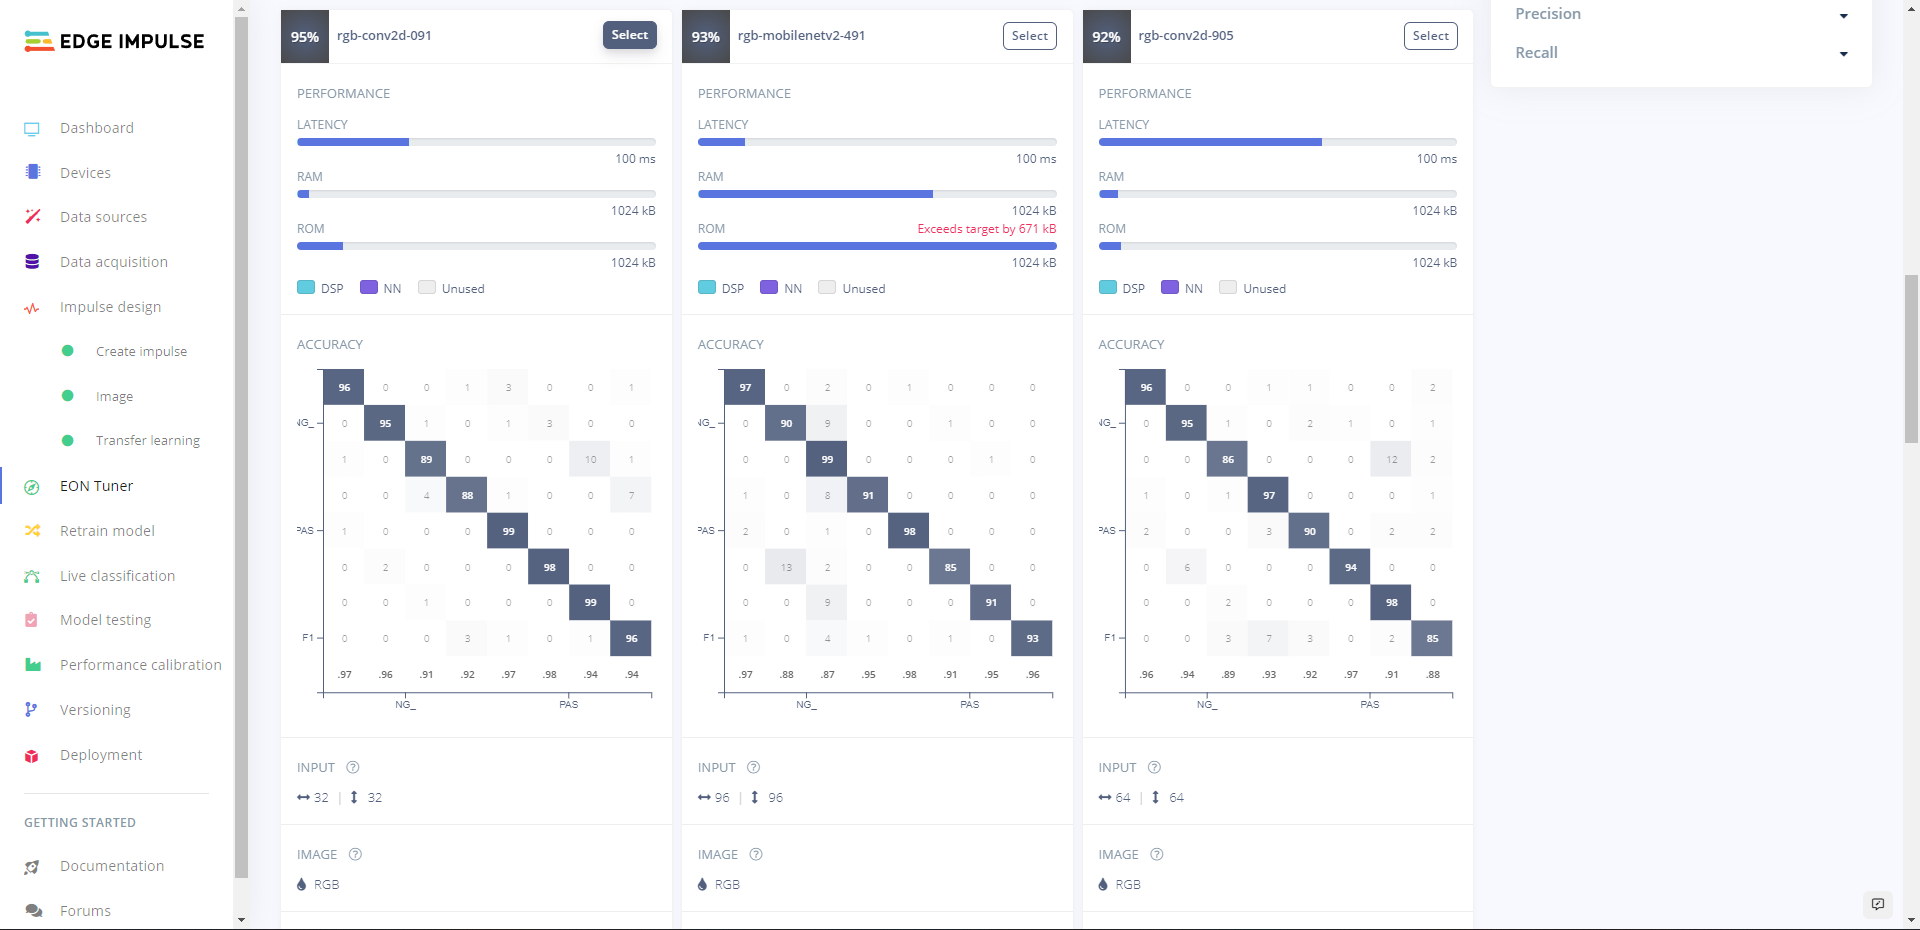 EDGE IMPULSE
Dashboard
Devices
Data sources
Data acquisition
Impulse design
Create impulse
Image
Transfer learning
EON Tuner
Retrain model
Live classification
Model testing
Performance calibration
Versioning
Deployment
GETTING STARTED
Documentation
Forums
95% rgb-conv2d-091 Select
PERFORMANCE
LATENCY
100 ms
RAM
1024 kB
ROM
1024 kB
DSP NN Unused
ACCURACY
96 0 0 1 3 0 0 1
NG_ 0 95 1 0 1 3 0 0
1 0 89 0 0 0 10 1
0 0 4 88 1 0 0 7
PAS 1 0 0 0 99 0 0 0
0 2 0 0 0 98 0 0
0 0 1 0 0 0 99 0
F1 0 0 0 3 1 0 1 96
.97 .96 .91 .92 .97 .98 .94 .94
NG_ PAS
INPUT ?
32 | 32
IMAGE ?
RGB
93% rgb-mobilenetv2-491 Select
PERFORMANCE
LATENCY
100 ms
RAM
1024 kB
ROM Exceeds target by 671 kB
1024 kB
DSP NN Unused
ACCURACY
97 0 2 0 1 0 0 0
NG_ 0 90 9 0 0 1 0 0
0 0 99 0 0 0 1 0
1 0 8 91 0 0 0 0
PAS 2 0 1 0 98 0 0 0
0 13 2 0 0 85 0 0
0 0 9 0 0 0 91 0
F1 1 0 4 1 0 1 0 93
.97 .88 .87 .95 .98 .91 .95 .96
NG_ PAS
INPUT ?
96 | 96
IMAGE ?
RGB
92% rgb-conv2d-905 Select
PERFORMANCE
LATENCY
100 ms
RAM
1024 kB
ROM
1024 kB
DSP NN Unused
ACCURACY
96 0 0 1 1 0 0 2
NG_ 0 95 1 0 2 1 0 1
0 0 86 0 0 0 12 2
1 0 1 97 0 0 0 1
PAS 2 0 0 3 90 0 2 2
0 6 0 0 0 94 0 0
0 0 2 0 0 0 98 0
F1 0 0 3 7 3 0 2 85
.96 .94 .89 .93 .92 .97 .91 .88
NG_ PAS
INPUT ?
64 | 64
IMAGE ?
RGB
Precision
Recall